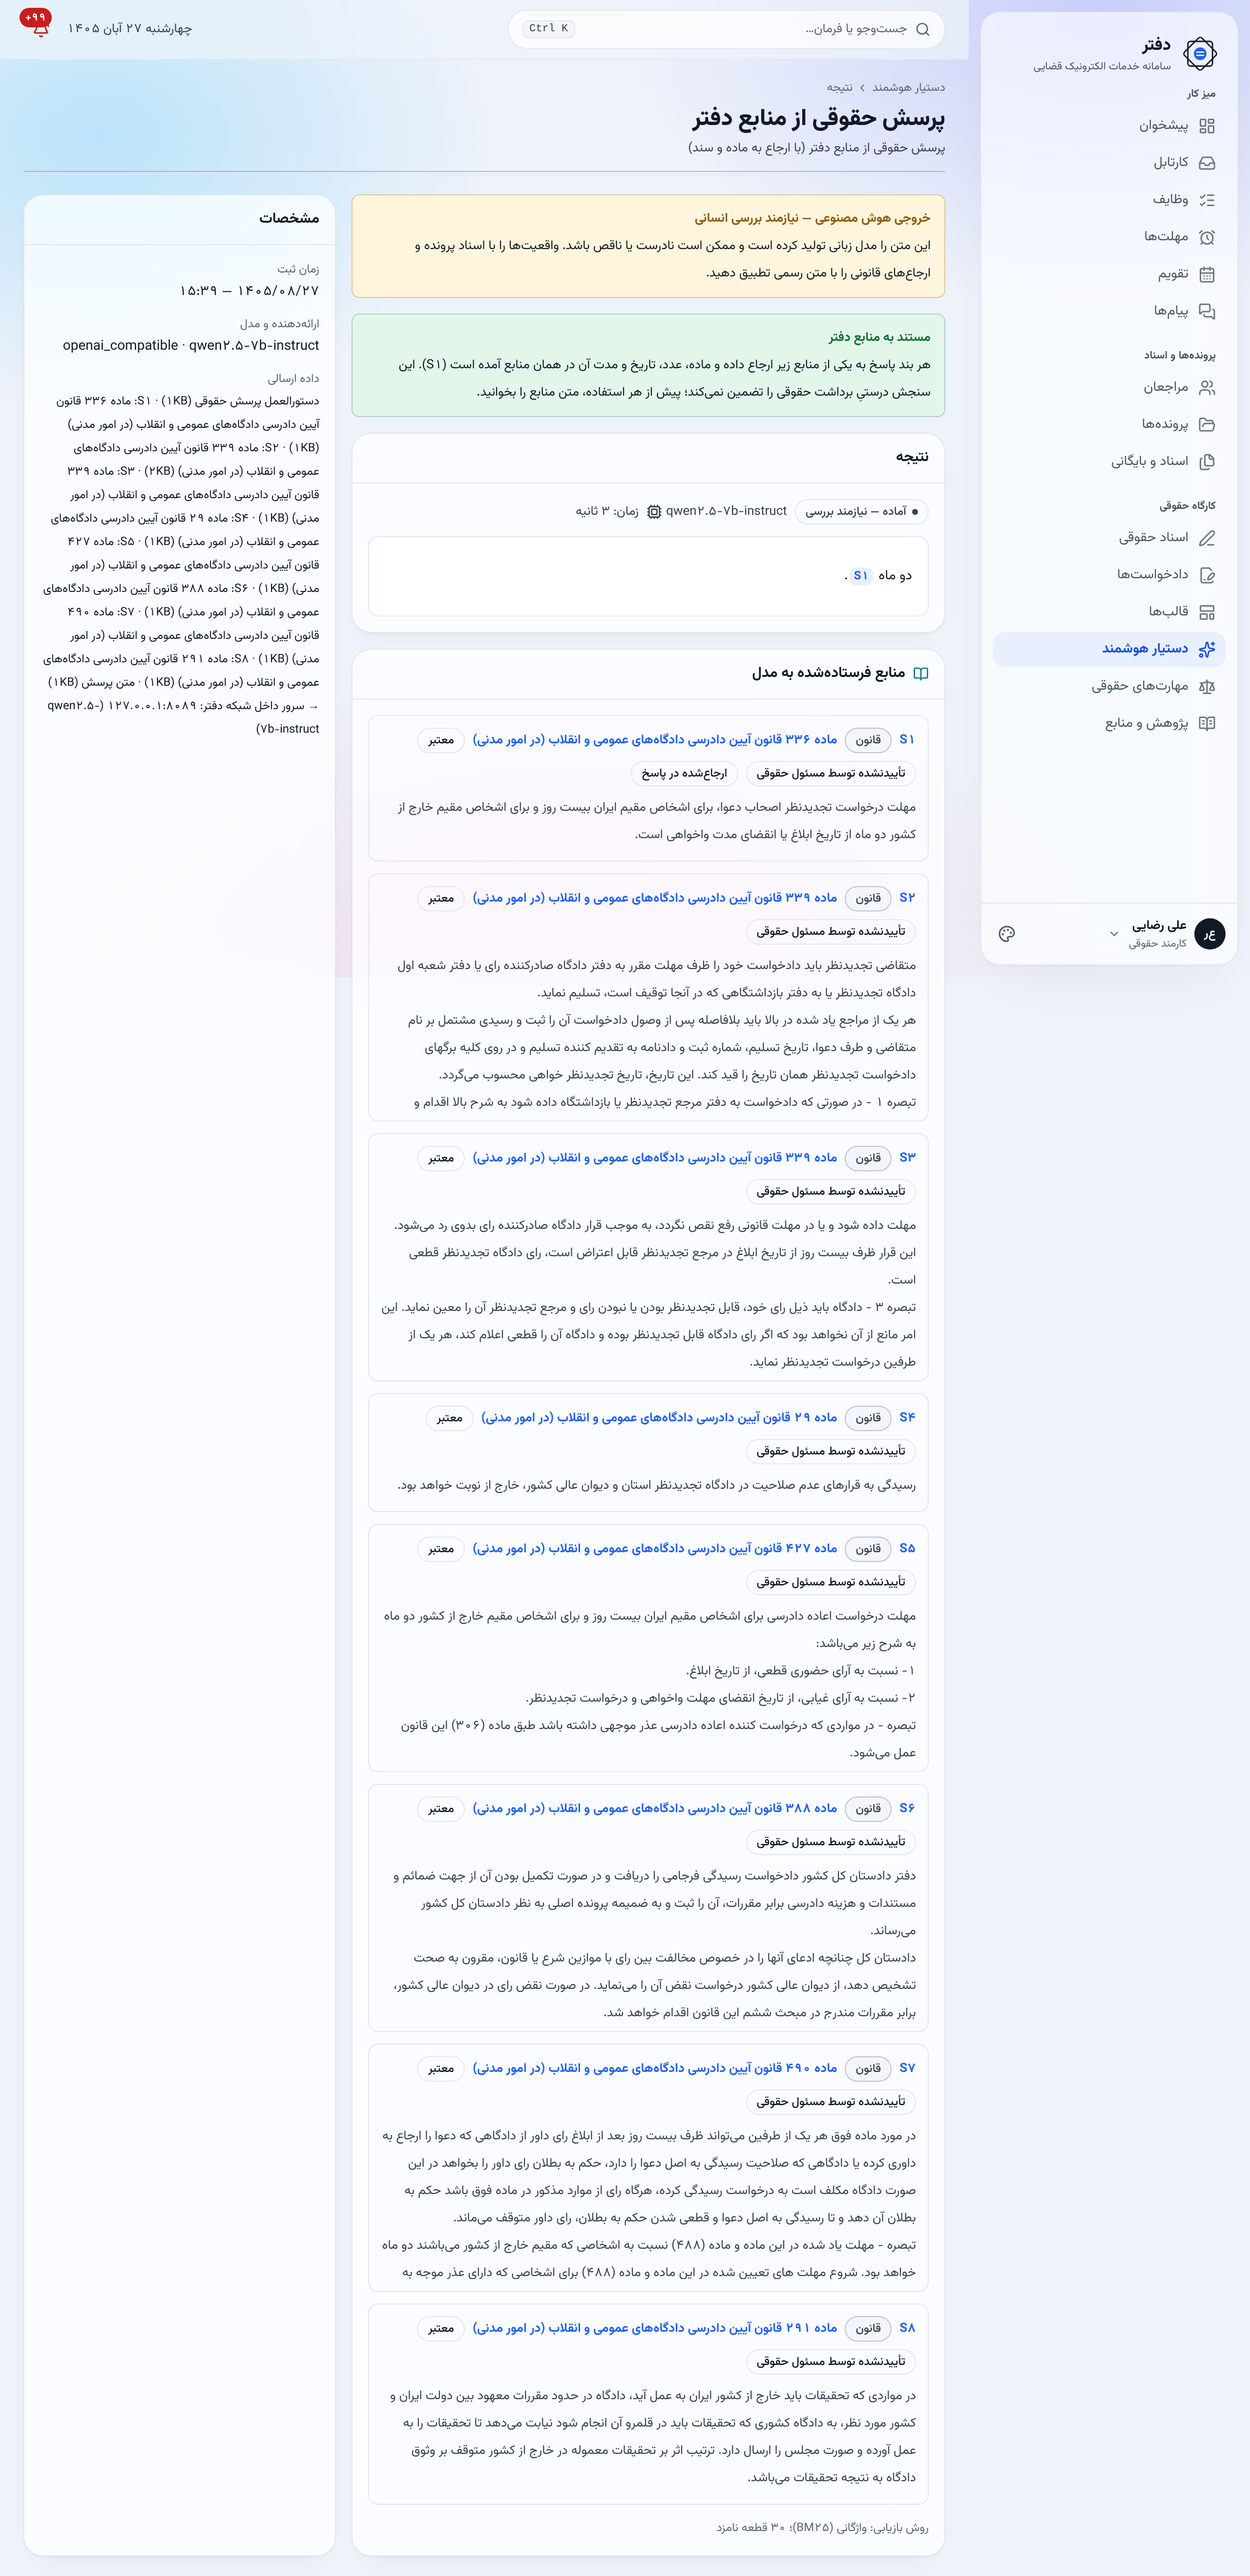 دفتر
سامانه خدمات الکترونیک قضایی
میز کار
پیشخوان
کارتابل
وظایف
مهلت‌ها
تقویم
پیام‌ها
پرونده‌ها و اسناد
مراجعان
پرونده‌ها
اسناد و بایگانی
کارگاه حقوقی
اسناد حقوقی
دادخواست‌ها
قالب‌ها
دستیار هوشمند
مهارت‌های حقوقی
پژوهش و منابع
عر
علی رضایی
کارمند حقوقی
جست‌وجو یا فرمان...
Ctrl K
چهارشنبه ۲۷ آبان ۱۴۰۵
+۹۹
دستیار هوشمند › نتیجه
پرسش حقوقی از منابع دفتر
پرسش حقوقی از منابع دفتر (با ارجاع به ماده و سند)
خروجی هوش مصنوعی — نیازمند بررسی انسانی
این متن را مدل زبانی تولید کرده است و ممکن است نادرست یا ناقص باشد. واقعیت‌ها را با اسناد پرونده و
ارجاع‌های قانونی را با متن رسمی تطبیق دهید.
مستند به منابع دفتر
هر بند پاسخ به یکی از منابع زیر ارجاع داده و ماده، عدد، تاریخ و مدت آن در همان منابع آمده است (S۱). این
سنجش درستیِ برداشت حقوقی را تضمین نمی‌کند؛ پیش از هر استفاده، متن منابع را بخوانید.
نتیجه
آماده — نیازمند بررسی
qwen۲.۵-۷b-instruct
زمان: ۳ ثانیه
دو ماه S۱ .
منابع فرستاده‌شده به مدل
S۱ قانون ماده ۳۳۶ قانون آیین دادرسی دادگاه‌های عمومی و انقلاب (در امور مدنی) معتبر
تأییدنشده توسط مسئول حقوقی ارجاع‌شده در پاسخ
مهلت درخواست تجدیدنظر اصحاب دعوا، برای اشخاص مقیم ایران بیست روز و برای اشخاص مقیم خارج از
کشور دو ماه از تاریخ ابلاغ یا انقضای مدت واخواهی است.
S۲ قانون ماده ۳۳۹ قانون آیین دادرسی دادگاه‌های عمومی و انقلاب (در امور مدنی) معتبر
تأییدنشده توسط مسئول حقوقی
متقاضی تجدیدنظر باید دادخواست خود را ظرف مهلت مقرر به دفتر دادگاه صادرکننده رای یا دفتر شعبه اول
دادگاه تجدیدنظر یا به دفتر بازداشتگاهی که در آنجا توقیف است، تسلیم نماید.
هر یک از مراجع یاد شده در بالا باید بلافاصله پس از وصول دادخواست آن را ثبت و رسیدی مشتمل بر نام
متقاضی و طرف دعوا، تاریخ تسلیم، شماره ثبت و دادنامه به تقدیم کننده تسلیم و در روی کلیه برگهای
دادخواست تجدیدنظر همان تاریخ را قید کند. این تاریخ، تاریخ تجدیدنظر خواهی محسوب می‌گردد.
تبصره ۱ - در صورتی که دادخواست به دفتر مرجع تجدیدنظر یا بازداشتگاه داده شود به شرح بالا اقدام و
S۳ قانون ماده ۳۳۹ قانون آیین دادرسی دادگاه‌های عمومی و انقلاب (در امور مدنی) معتبر
تأییدنشده توسط مسئول حقوقی
مهلت داده شود و یا در مهلت قانونی رفع نقص نگردد، به موجب قرار دادگاه صادرکننده رای بدوی رد می‌شود.
این قرار ظرف بیست روز از تاریخ ابلاغ در مرجع تجدیدنظر قابل اعتراض است، رای دادگاه تجدیدنظر قطعی
است.
تبصره ۳ - دادگاه باید ذیل رای خود، قابل تجدیدنظر بودن یا نبودن رای و مرجع تجدیدنظر آن را معین نماید. این
امر مانع از آن نخواهد بود که اگر رای دادگاه قابل تجدیدنظر بوده و دادگاه آن را قطعی اعلام کند، هر یک از
طرفین درخواست تجدیدنظر نماید.
S۴ قانون ماده ۲۹ قانون آیین دادرسی دادگاه‌های عمومی و انقلاب (در امور مدنی) معتبر
تأییدنشده توسط مسئول حقوقی
رسیدگی به قرارهای عدم صلاحیت در دادگاه تجدیدنظر استان و دیوان عالی کشور، خارج از نوبت خواهد بود.
S۵ قانون ماده ۴۲۷ قانون آیین دادرسی دادگاه‌های عمومی و انقلاب (در امور مدنی) معتبر
تأییدنشده توسط مسئول حقوقی
مهلت درخواست اعاده دادرسی برای اشخاص مقیم ایران بیست روز و برای اشخاص مقیم خارج از کشور دو ماه
به شرح زیر می‌باشد:
۱- نسبت به آرای حضوری قطعی، از تاریخ ابلاغ.
۲- نسبت به آرای غیابی، از تاریخ انقضای مهلت واخواهی و درخواست تجدیدنظر.
تبصره - در مواردی که درخواست کننده اعاده دادرسی عذر موجهی داشته باشد طبق ماده (۳۰۶) این قانون
عمل می‌شود.
S۶ قانون ماده ۳۸۸ قانون آیین دادرسی دادگاه‌های عمومی و انقلاب (در امور مدنی) معتبر
تأییدنشده توسط مسئول حقوقی
دفتر دادستان کل کشور دادخواست رسیدگی فرجامی را دریافت و در صورت تکمیل بودن آن از جهت ضمائم و
مستندات و هزینه دادرسی برابر مقررات، آن را ثبت و به ضمیمه پرونده اصلی به نظر دادستان کل کشور
می‌رساند.
دادستان کل چنانچه ادعای آنها را در خصوص مخالفت بین رای با موازین شرع یا قانون، مقرون به صحت
تشخیص دهد، از دیوان عالی کشور درخواست نقض آن را می‌نماید. در صورت نقض رای در دیوان عالی کشور،
برابر مقررات مندرج در مبحث ششم این قانون اقدام خواهد شد.
S۷ قانون ماده ۴۹۰ قانون آیین دادرسی دادگاه‌های عمومی و انقلاب (در امور مدنی) معتبر
تأییدنشده توسط مسئول حقوقی
در مورد ماده فوق هر یک از طرفین می‌تواند ظرف بیست روز بعد از ابلاغ رای داور از دادگاهی که دعوا را ارجاع به
داوری کرده یا دادگاهی که صلاحیت رسیدگی به اصل دعوا را دارد، حکم به بطلان رای داور را بخواهد در این
صورت دادگاه مکلف است به درخواست رسیدگی کرده، هرگاه رای از موارد مذکور در ماده فوق باشد حکم به
بطلان آن دهد و تا رسیدگی به اصل دعوا و قطعی شدن حکم به بطلان، رای داور متوقف می‌ماند.
تبصره - مهلت یاد شده در این ماده و ماده (۴۸۸) نسبت به اشخاصی که مقیم خارج از کشور می‌باشند دو ماه
خواهد بود. شروع مهلت های تعیین شده در این ماده و ماده (۴۸۸) برای اشخاصی که دارای عذر موجه به
S۸ قانون ماده ۲۹۱ قانون آیین دادرسی دادگاه‌های عمومی و انقلاب (در امور مدنی) معتبر
تأییدنشده توسط مسئول حقوقی
در مواردی که تحقیقات باید خارج از کشور ایران به عمل آید، دادگاه در حدود مقررات معهود بین دولت ایران و
کشور مورد نظر، به دادگاه کشوری که تحقیقات باید در قلمرو آن انجام شود نیابت می‌دهد تا تحقیقات را به
عمل آورده و صورت مجلس را ارسال دارد. ترتیب اثر بر تحقیقات معموله در خارج از کشور متوقف بر وثوق
دادگاه به نتیجه تحقیقات می‌باشد.
روش بازیابی: واژگانی (BM۲۵)؛ ۳۰ قطعه نامزد
مشخصات
زمان ثبت
۱۴۰۵/۰۸/۲۷ — ۱۵:۳۹
ارائه‌دهنده و مدل
openai_compatible · qwen۲.۵-۷b-instruct
داده ارسالی
دستورالعمل پرسش حقوقی (۱KB) · S۱: ماده ۳۳۶ قانون
آیین دادرسی دادگاه‌های عمومی و انقلاب (در امور مدنی)
(۱KB) · S۲: ماده ۳۳۹ قانون آیین دادرسی دادگاه‌های
عمومی و انقلاب (در امور مدنی) (۲KB) · S۳: ماده ۳۳۹
قانون آیین دادرسی دادگاه‌های عمومی و انقلاب (در امور
مدنی) (۱KB) · S۴: ماده ۲۹ قانون آیین دادرسی دادگاه‌های
عمومی و انقلاب (در امور مدنی) (۱KB) · S۵: ماده ۴۲۷
قانون آیین دادرسی دادگاه‌های عمومی و انقلاب (در امور
مدنی) (۱KB) · S۶: ماده ۳۸۸ قانون آیین دادرسی دادگاه‌های
عمومی و انقلاب (در امور مدنی) (۱KB) · S۷: ماده ۴۹۰
قانون آیین دادرسی دادگاه‌های عمومی و انقلاب (در امور
مدنی) (۱KB) · S۸: ماده ۲۹۱ قانون آیین دادرسی دادگاه‌های
عمومی و انقلاب (در امور مدنی) (۱KB) · متن پرسش (۱KB)
→ سرور داخل شبکه دفتر: ۱۲۷.۰.۰.۱:۸۰۸۹ (qwen۲.۵-
۷b-instruct)